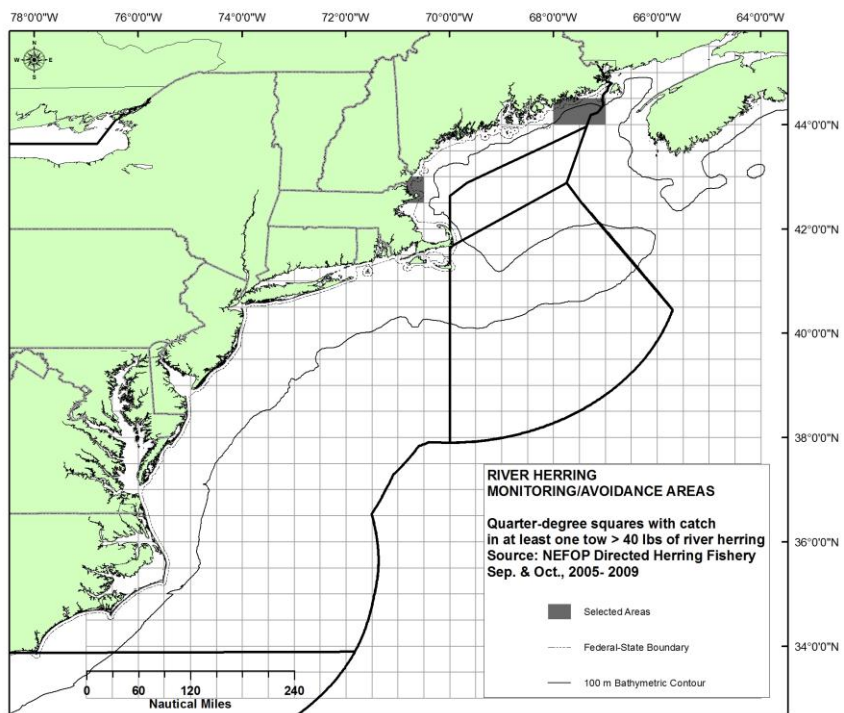 78°0'0"W 76°0'0"W 74°0'0"W 72°0'0"W 70°0'0"W 68°0'0"W 66°0'0"W 64°0'0"W
N
W E
S
44°0'0"N
42°0'0"N
40°0'0"N
38°0'0"N
36°0'0"N
34°0'0"N
RIVER HERRING
MONITORING/AVOIDANCE AREAS
Quarter-degree squares with catch
in at least one tow > 40 lbs of river herring
Source: NEFOP Directed Herring Fishery
Sep. & Oct., 2005- 2009
Selected Areas
Federal-State Boundary
100 m Bathymetric Contour
0 60 120 240
Nautical Miles